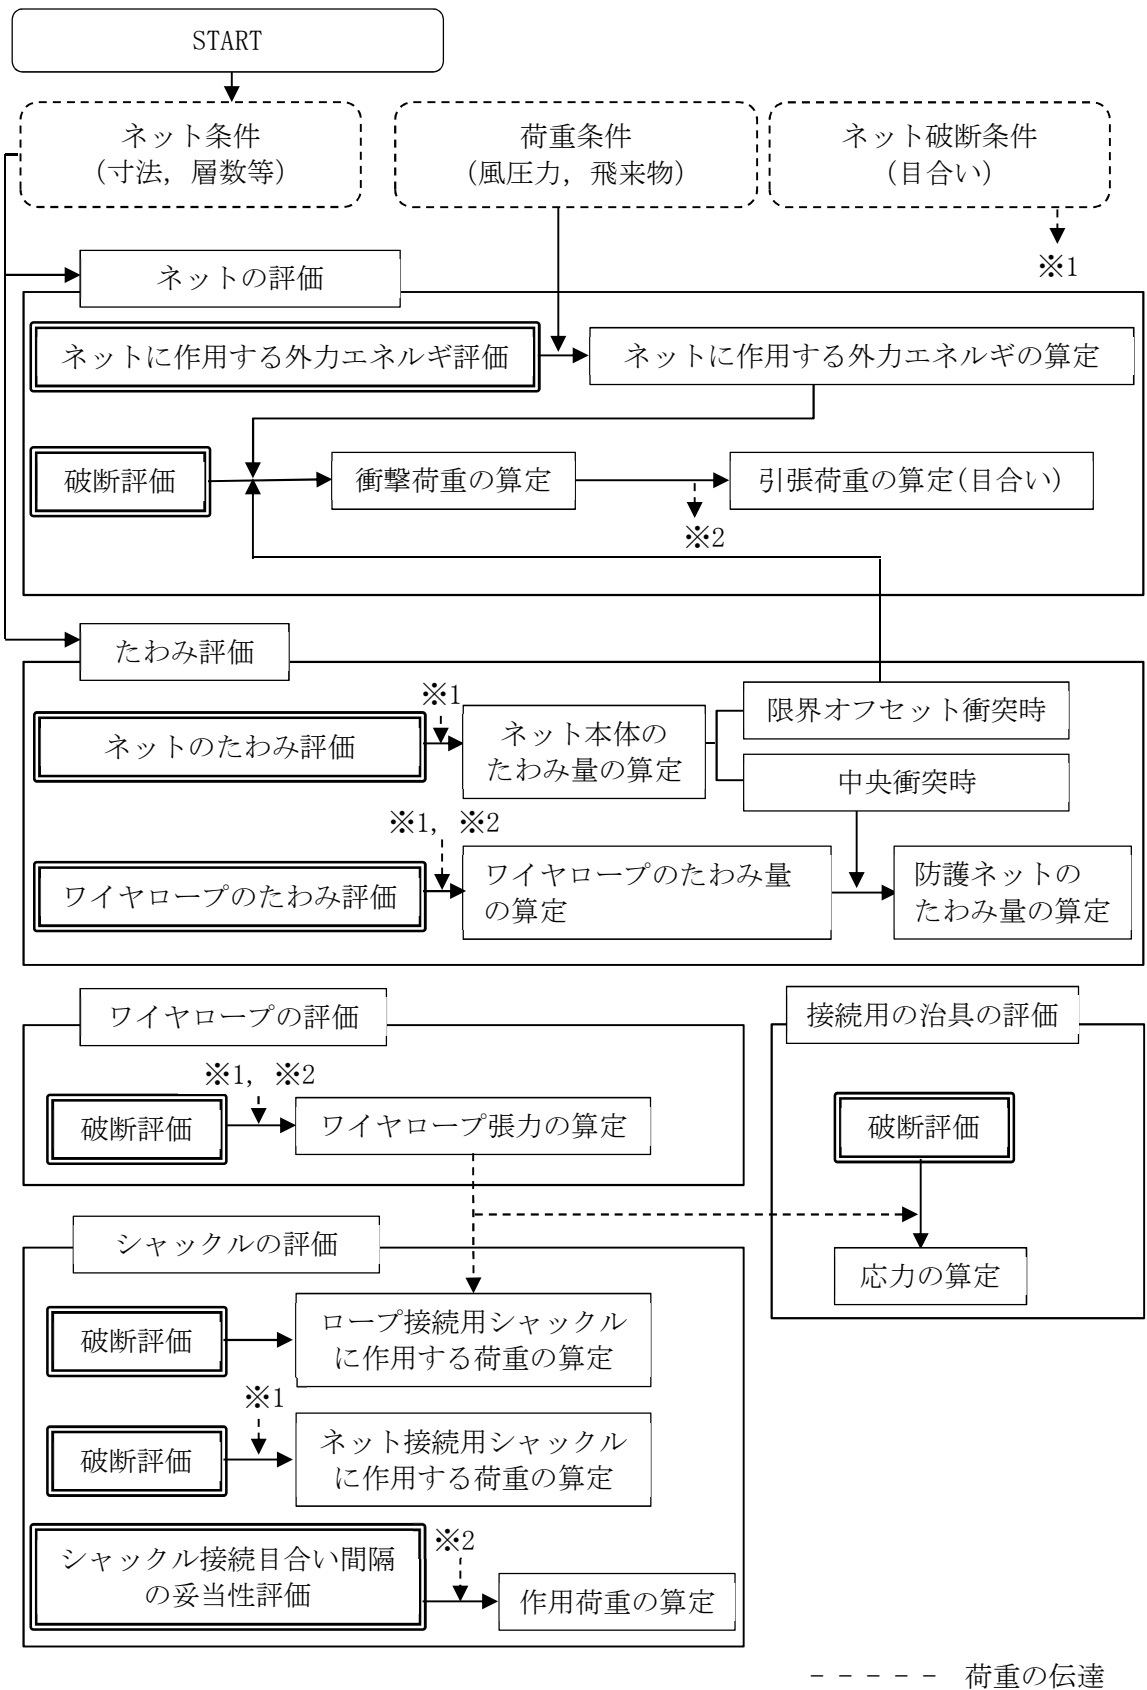 START
ネット条件
(寸法，層数等)
荷重条件
(風圧力，飛来物)
ネット破断条件
(目合い)
※1
ネットの評価
ネットに作用する外力エネルギ評価
ネットに作用する外力エネルギの算定
破断評価
衝撃荷重の算定
引張荷重の算定(目合い)
※2
たわみ評価
※1
ネットのたわみ評価
ネット本体の
たわみ量の算定
限界オフセット衝突時
中央衝突時
※1，※2
ワイヤロープのたわみ評価
ワイヤロープのたわみ量
の算定
防護ネットの
たわみ量の算定
ワイヤロープの評価
※1，※2
破断評価
ワイヤロープ張力の算定
接続用の治具の評価
破断評価
応力の算定
シャックルの評価
破断評価
ロープ接続用シャックル
に作用する荷重の算定
※1
破断評価
ネット接続用シャックル
に作用する荷重の算定
シャックル接続目合い間隔
の妥当性評価
※2
作用荷重の算定
----- 荷重の伝達